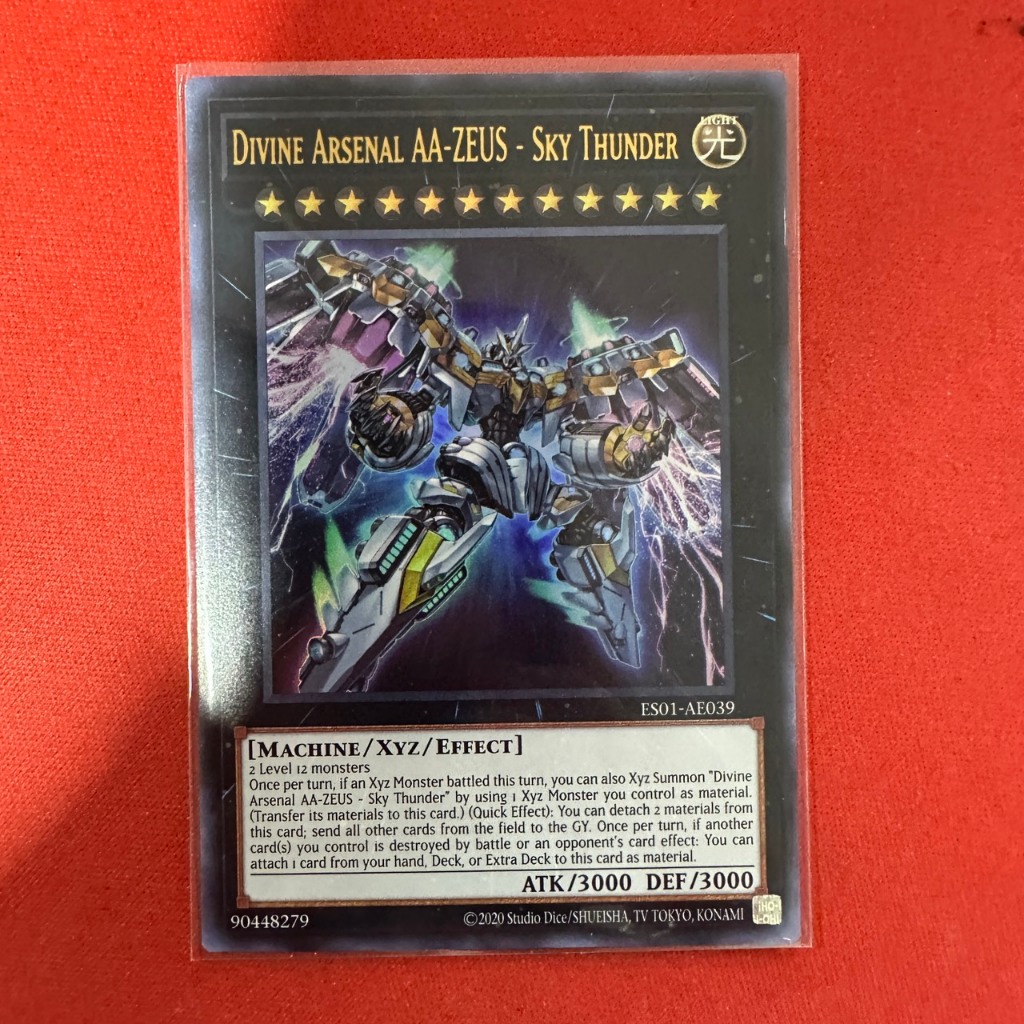 DIVINE ARSENAL AA-ZEUS - SKY THUNDER
LIGHT
光
ES01-AE039
[MACHINE/XYZ/EFFECT]
2 Level 12 monsters
Once per turn, if an Xyz Monster battled this turn, you can also Xyz Summon "Divine
Arsenal AA-ZEUS - Sky Thunder" by using 1 Xyz Monster you control as material.
(Transfer its materials to this card.) (Quick Effect): You can detach 2 materials from
this card; send all other cards from the field to the GY. Once per turn, if another
card(s) you control is destroyed by battle or an opponent's card effect: You can
attach 1 card from your hand, Deck, or Extra Deck to this card as material.
ATK/3000 DEF/3000
90448279
©2020 Studio Dice/SHUEISHA, TV TOKYO, KONAMI